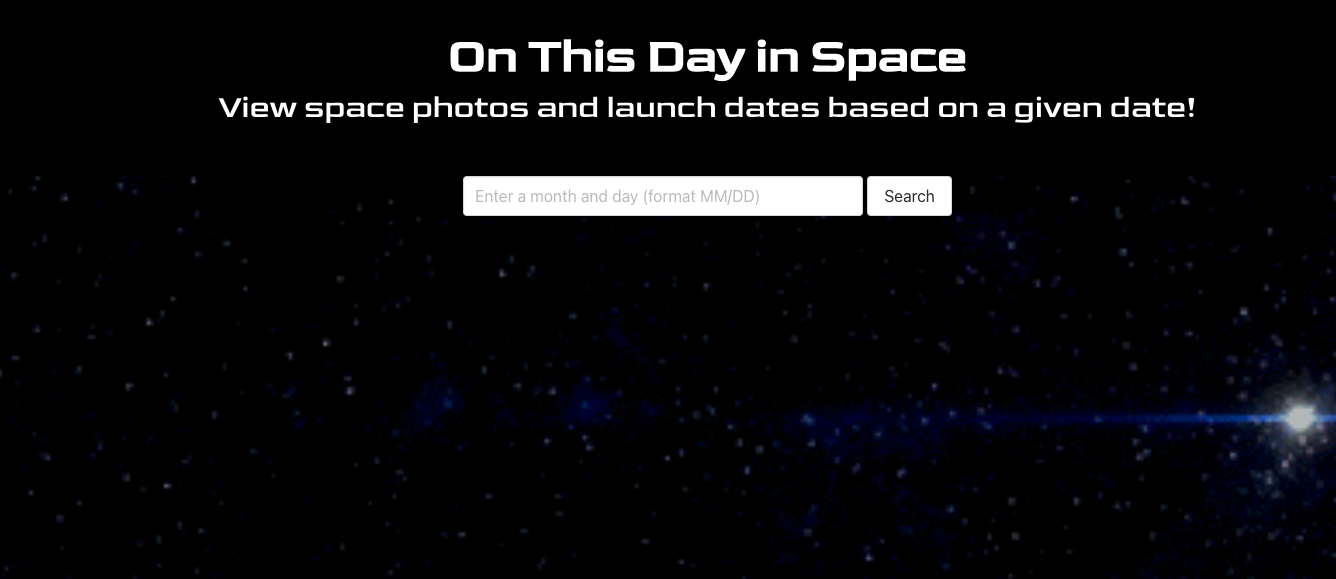 On This Day in Space
View space photos and launch dates based on a given date!
Enter a month and day (format MM/DD) Search